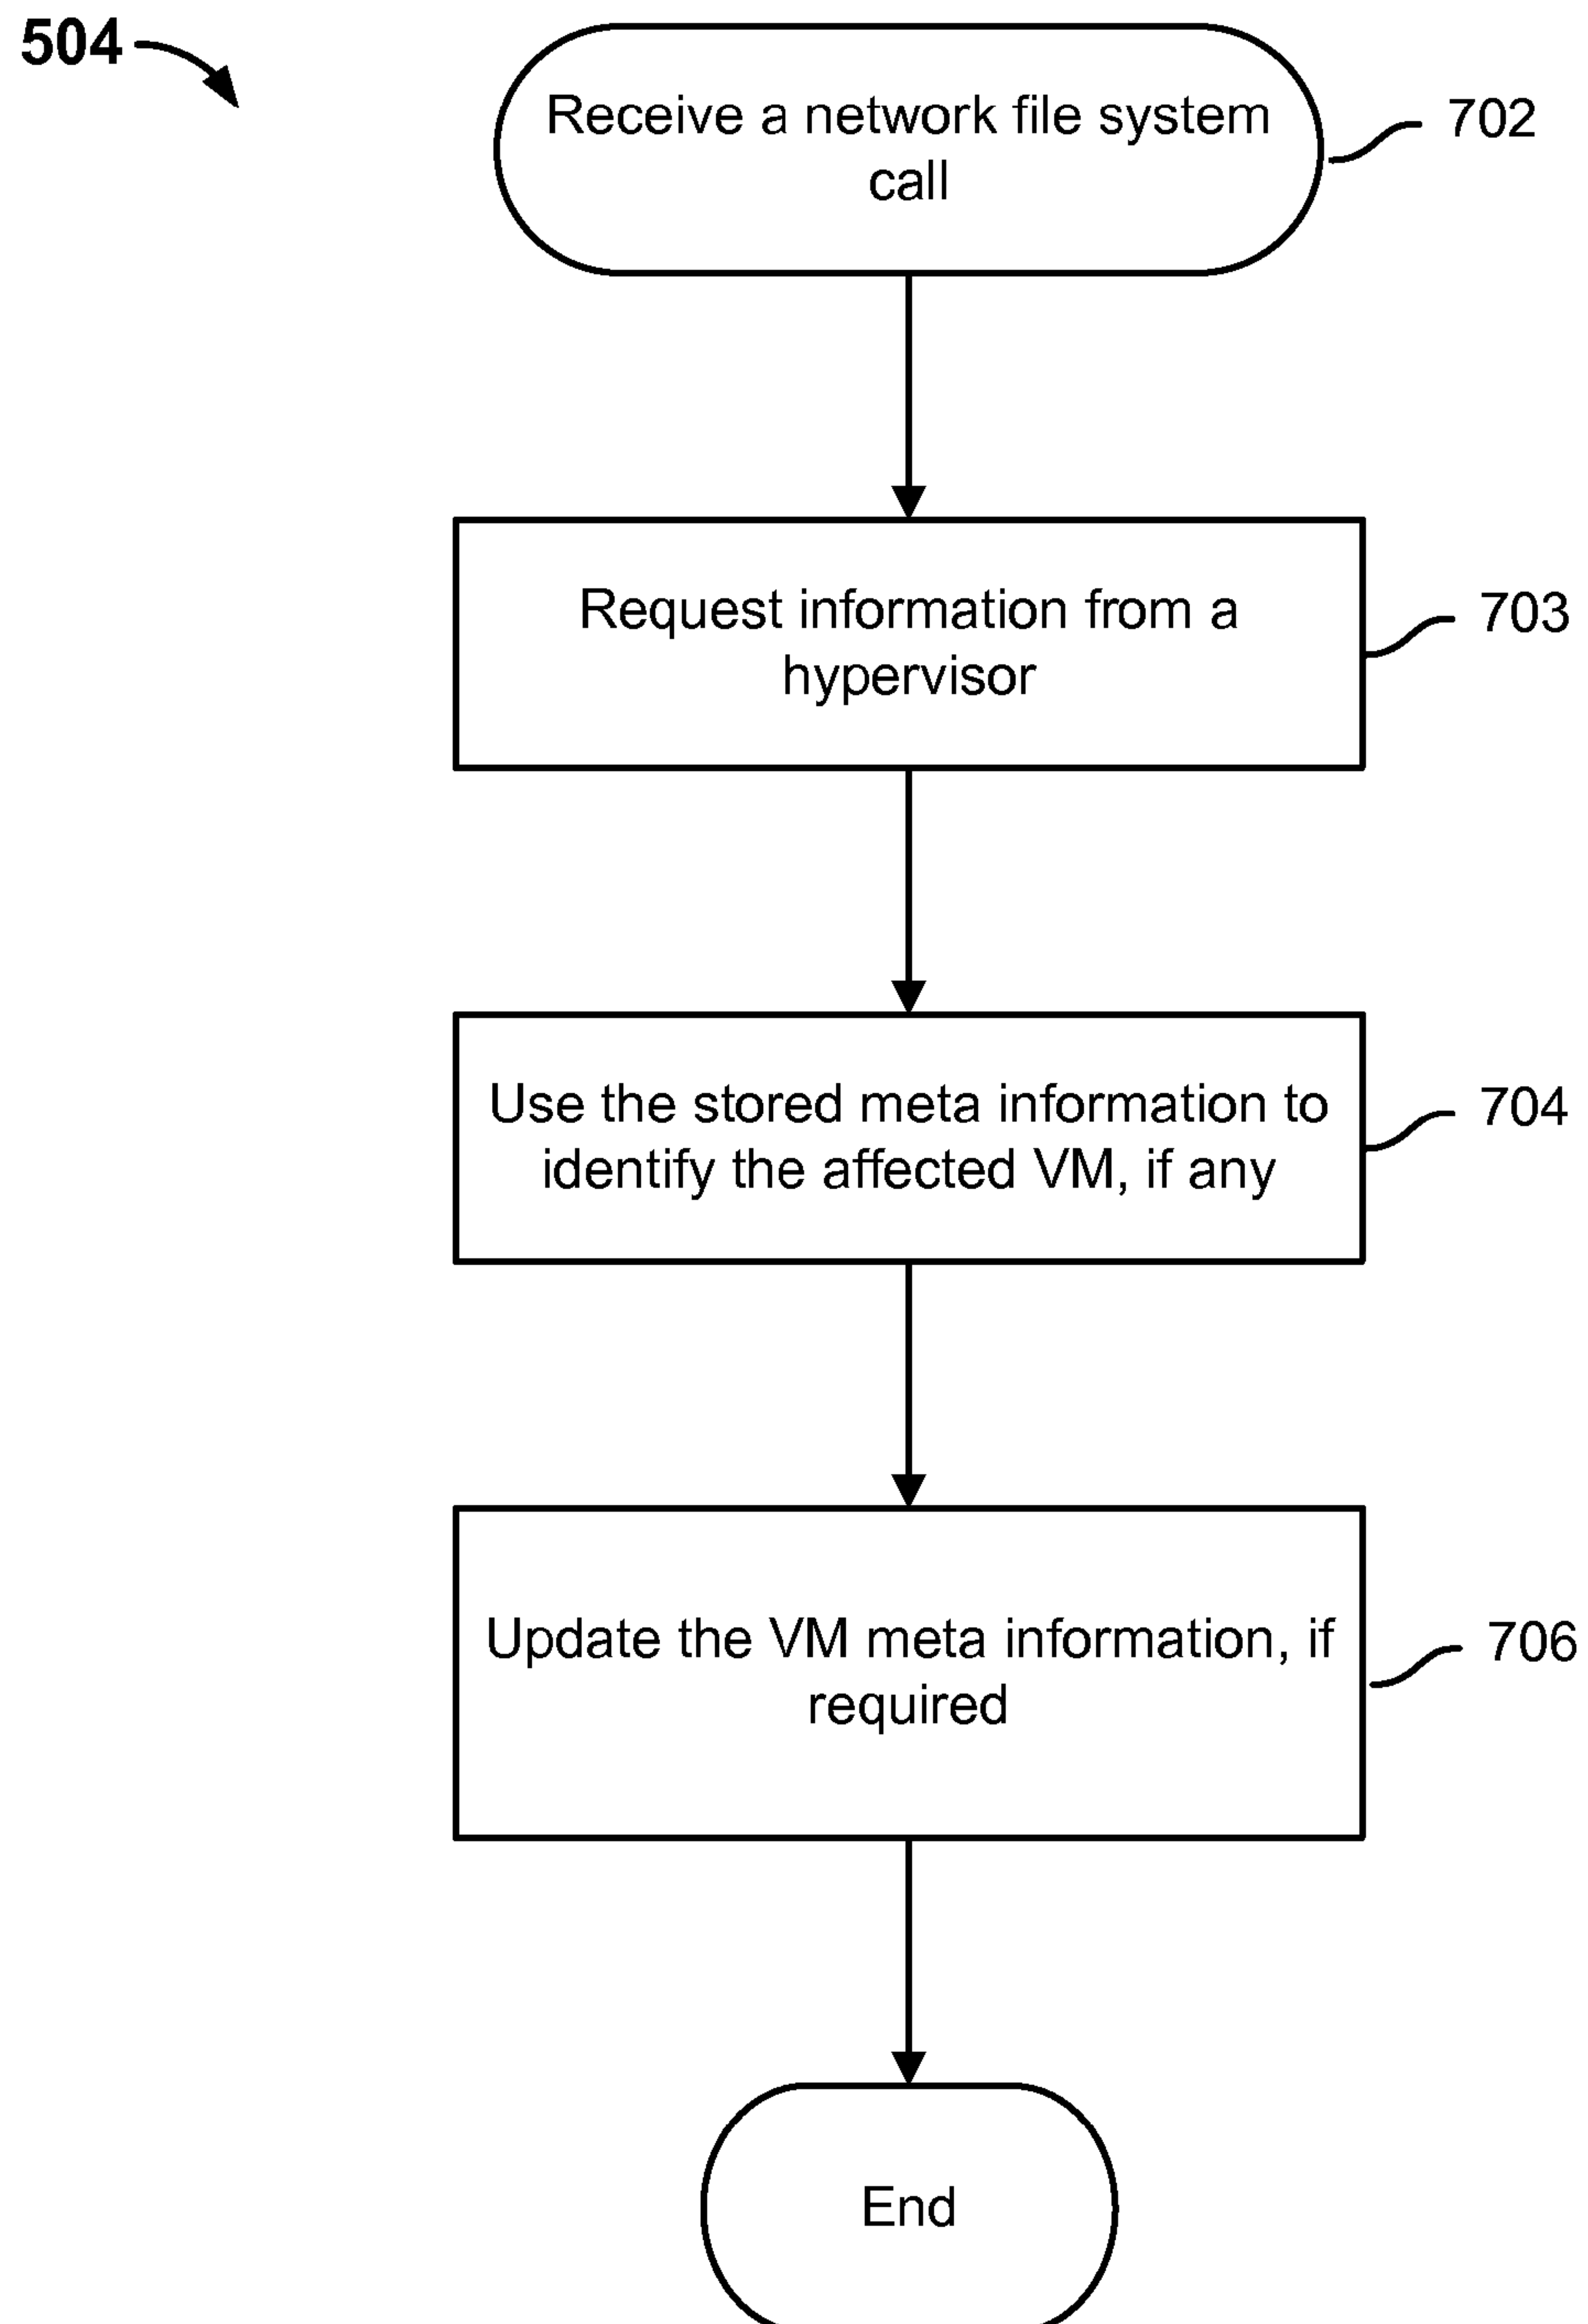 504
Receive a network file system
call
702
Request information from a
hypervisor
703
Use the stored meta information to
identify the affected VM, if any
704
Update the VM meta information, if
required
706
End